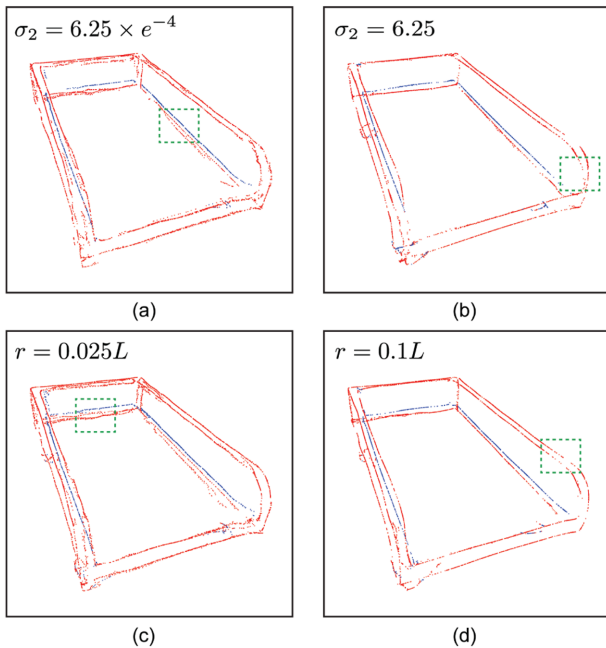 σ₂ = 6.25 × e⁻⁴
σ₂ = 6.25
(a)
(b)
r = 0.025L
r = 0.1L
(c)
(d)